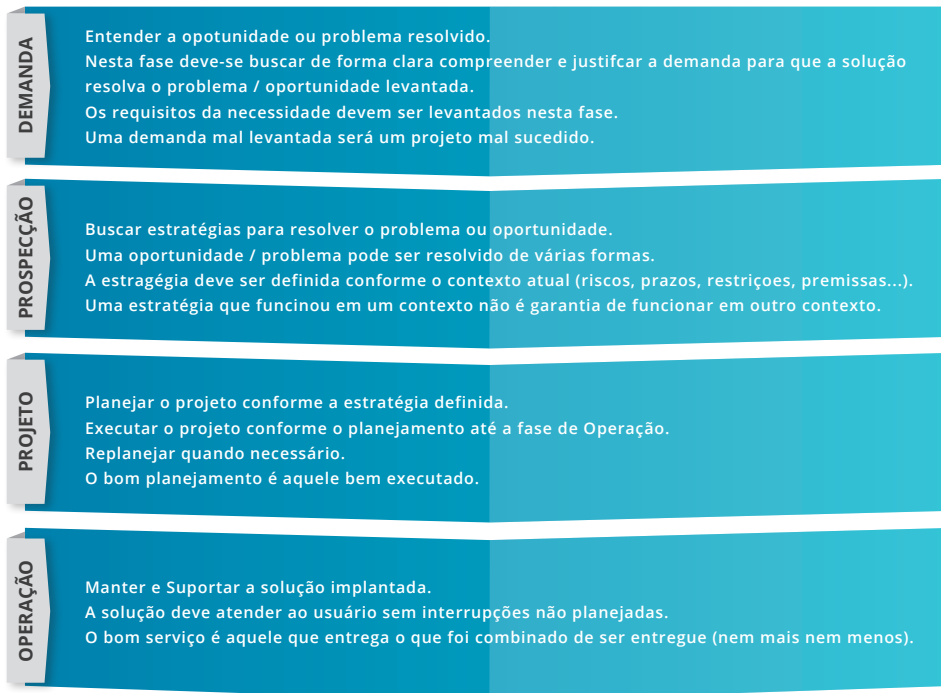 DEMANDA
Entender a opotunidade ou problema resolvido.
Nesta fase deve-se buscar de forma clara compreender e justifcar a demanda para que a solução
resolva o problema / oportunidade levantada.
Os requisitos da necessidade devem ser levantados nesta fase.
Uma demanda mal levantada será um projeto mal sucedido.
PROSPECÇÃO
Buscar estratégias para resolver o problema ou oportunidade.
Uma oportunidade / problema pode ser resolvido de várias formas.
A estragégia deve ser definida conforme o contexto atual (riscos, prazos, restriçoes, premissas...).
Uma estratégia que funcinou em um contexto não é garantia de funcionar em outro contexto.
PROJETO
Planejar o projeto conforme a estratégia definida.
Executar o projeto conforme o planejamento até a fase de Operação.
Replanejar quando necessário.
O bom planejamento é aquele bem executado.
OPERAÇÃO
Manter e Suportar a solução implantada.
A solução deve atender ao usuário sem interrupções não planejadas.
O bom serviço é aquele que entrega o que foi combinado de ser entregue (nem mais nem menos).